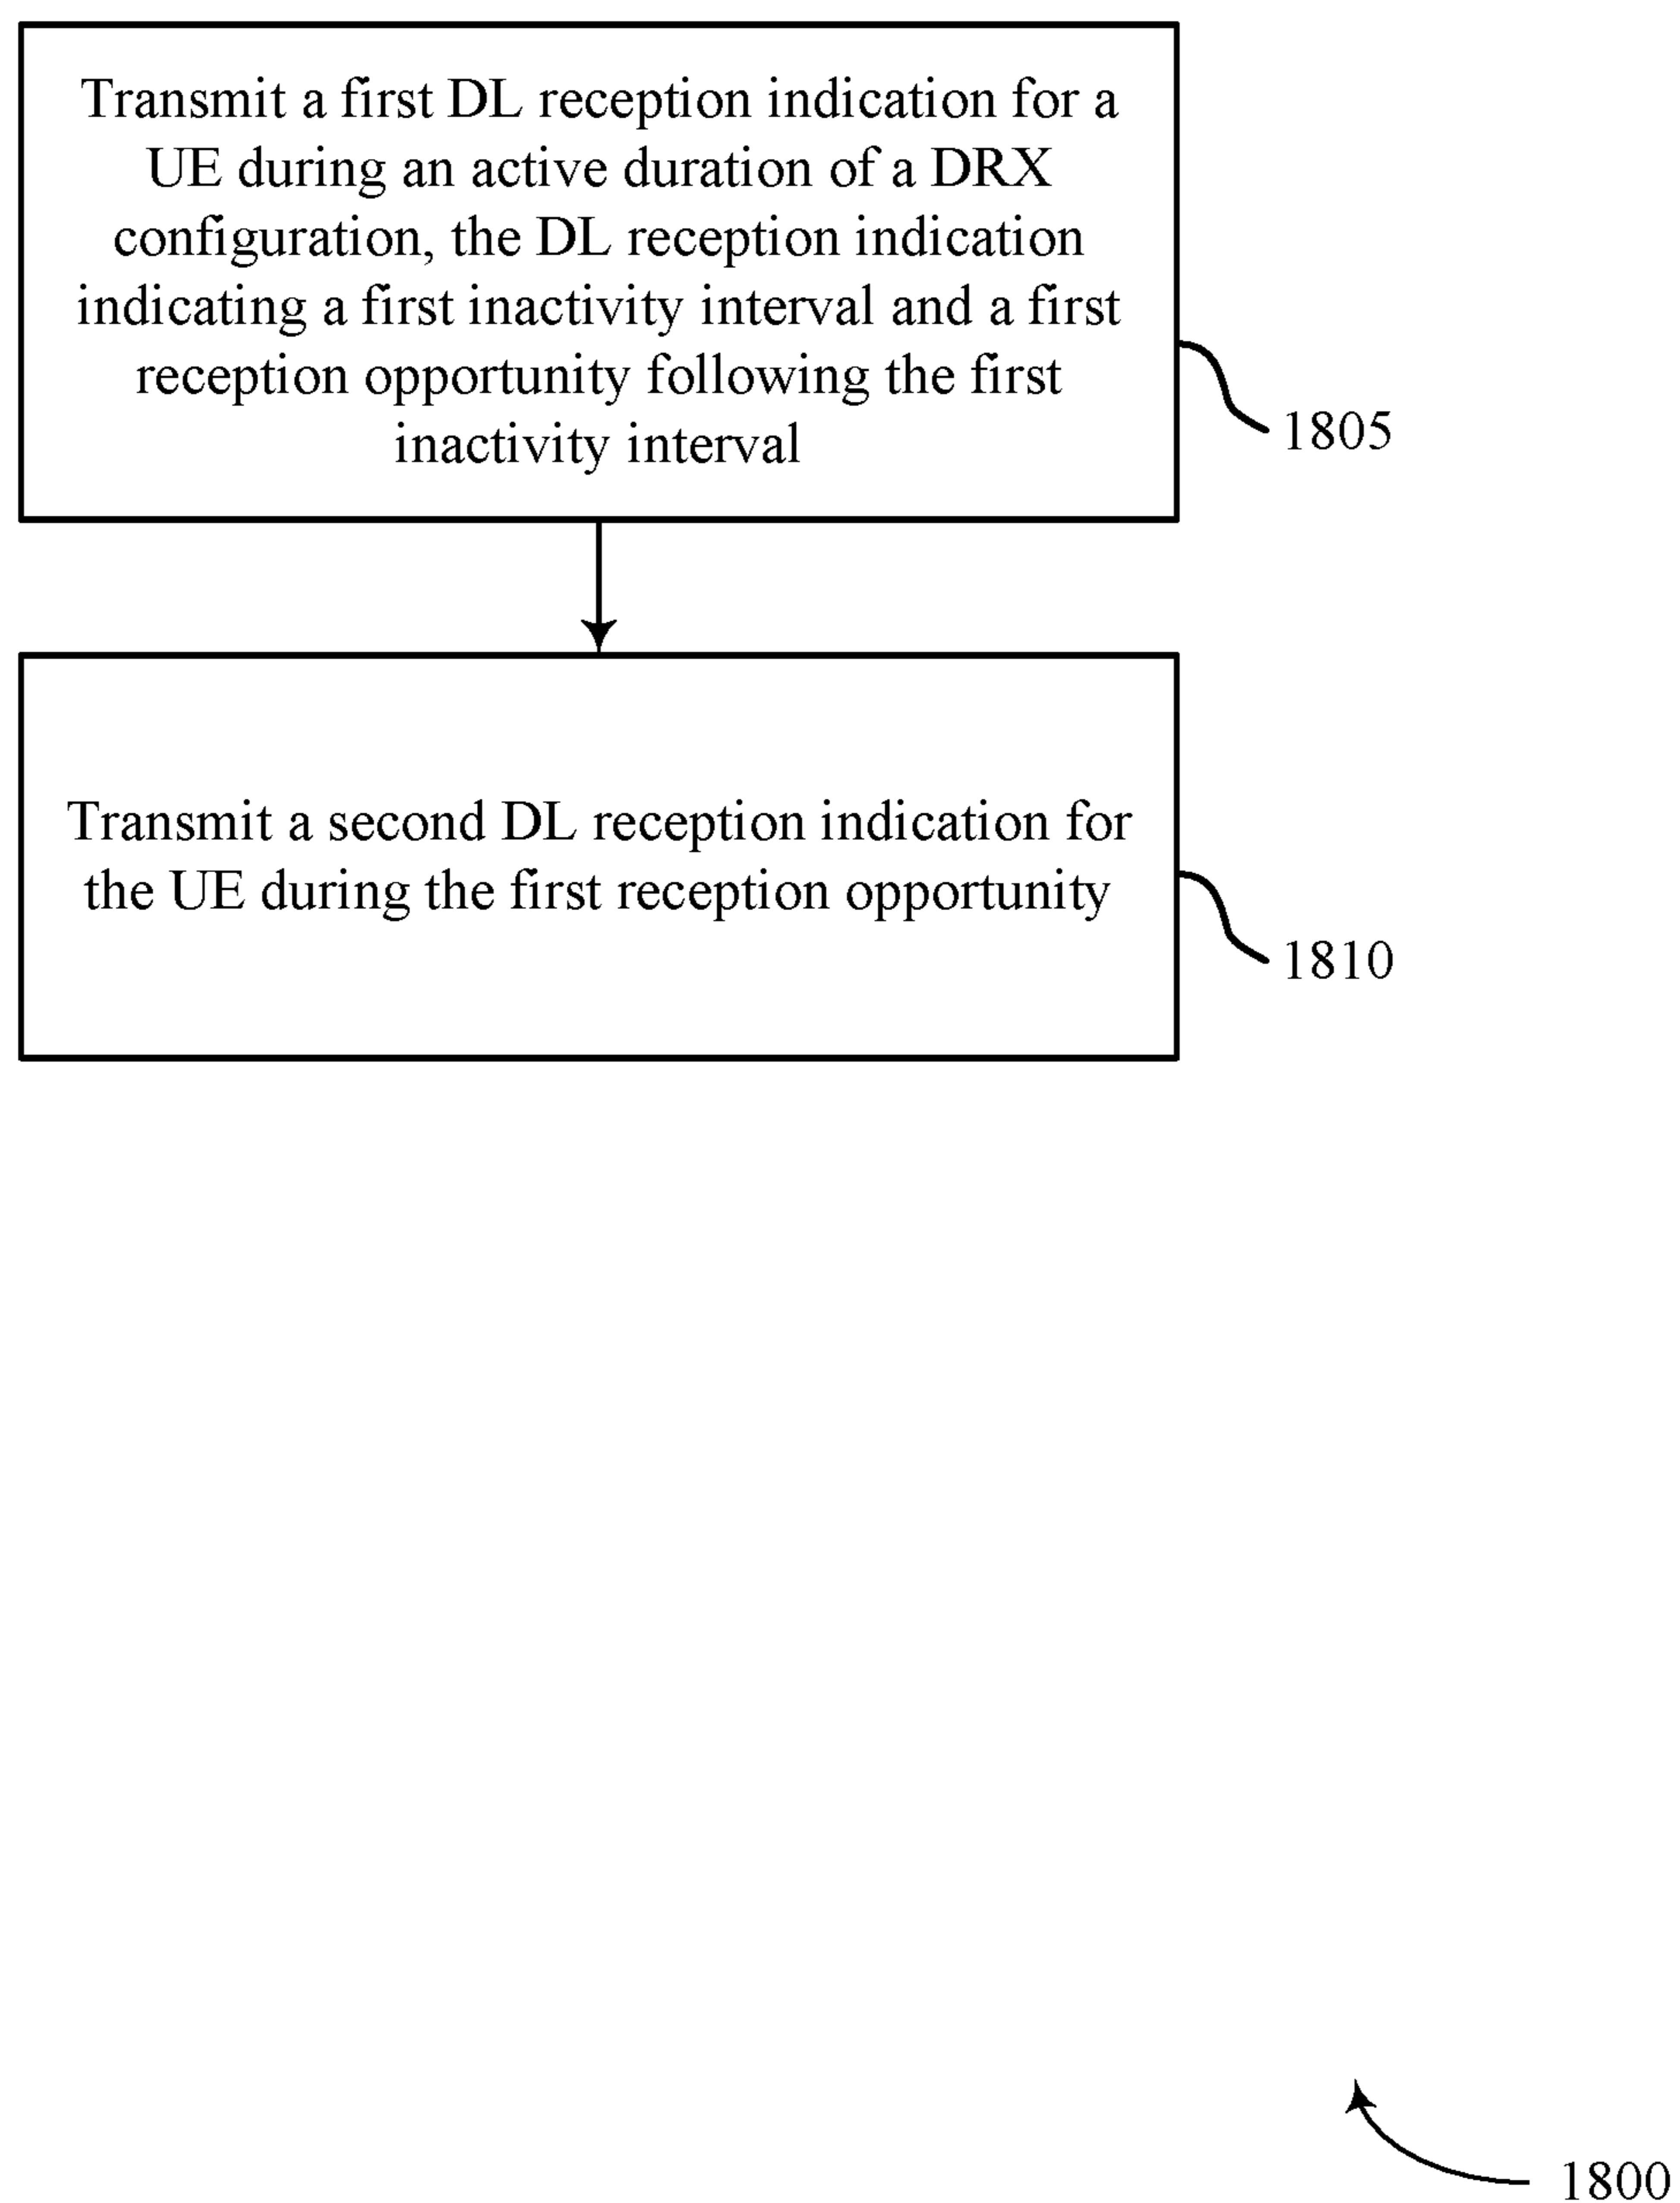 Transmit a first DL reception indication for a
UE during an active duration of a DRX
configuration, the DL reception indication
indicating a first inactivity interval and a first
reception opportunity following the first
inactivity interval
1805
Transmit a second DL reception indication for
the UE during the first reception opportunity
1810
1800